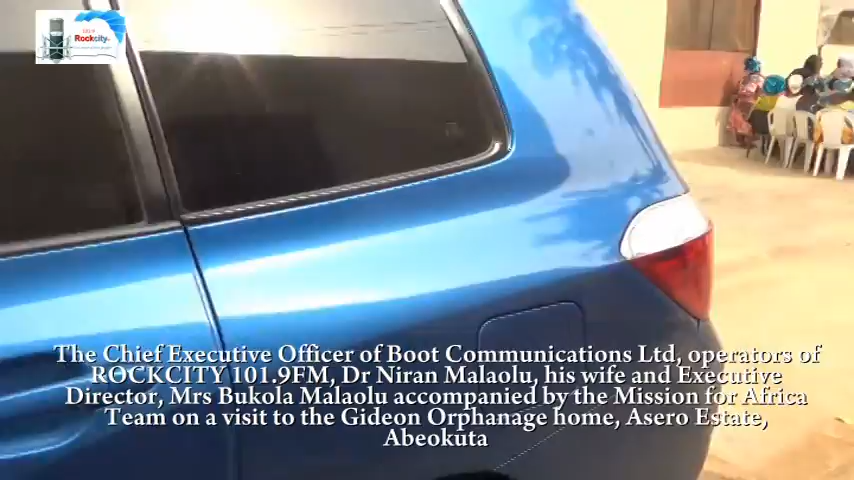 101.9
Rockcity
The Chief Executive Officer of Boot Communications Ltd, operators of
ROCKCITY 101.9FM, Dr Niran Malaolu, his wife and Executive
Director, Mrs Bukola Malaolu accompanied by the Mission for Africa
Team on a visit to the Gideon Orphanage home, Asero Estate,
Abeokuta